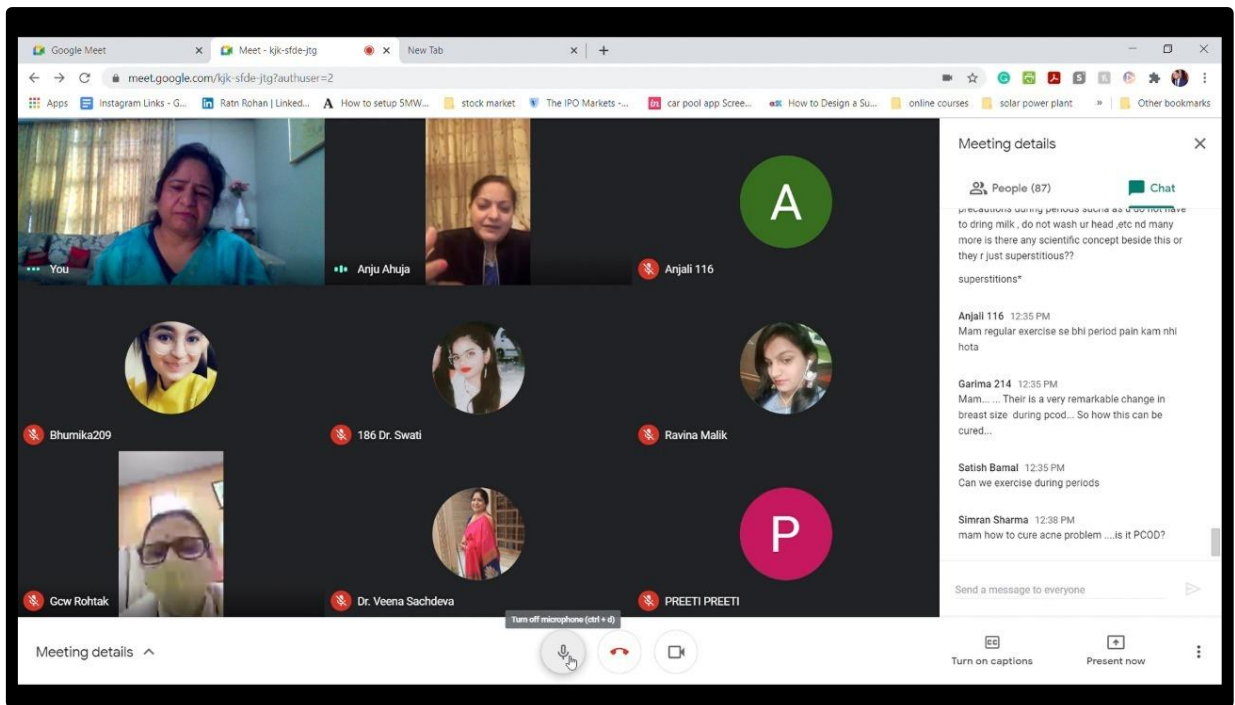 Google Meet
Meet - kjk-sfde-jtg
New Tab
meet.google.com/kjk-sfde-jtg?authuser=2
Apps
Instagram Links - G...
Ratn Rohan | Linked...
How to setup SMW...
stock market
The IPO Markets -...
car pool app Scree...
How to Design a Su...
online courses
solar power plant
Other bookmarks
You
Anju Ahuja
A
Anjali 116
Bhumika209
186 Dr. Swati
Ravina Malik
Gcw Rohtak
Dr. Veena Sachdeva
P
PREETI PREETI
Meeting details
People (87)
Chat
precautions during periods sucha as u do not have
to dring milk , do not wash ur head ,etc nd many
more is there any scientific concept beside this or
they r just superstitious??
superstitions*
Anjali 116 12:35 PM
Mam regular exercise se bhi period pain kam nhi
hota
Garima 214 12:35 PM
Mam... ... Their is a very remarkable change in
breast size during pcod... So how this can be
cured...
Satish Bamal 12:35 PM
Can we exercise during periods
Simran Sharma 12:38 PM
mam how to cure acne problem ....is it PCOD?
Send a message to everyone
Turn off microphone (ctrl + d)
Meeting details
Turn on captions
Present now